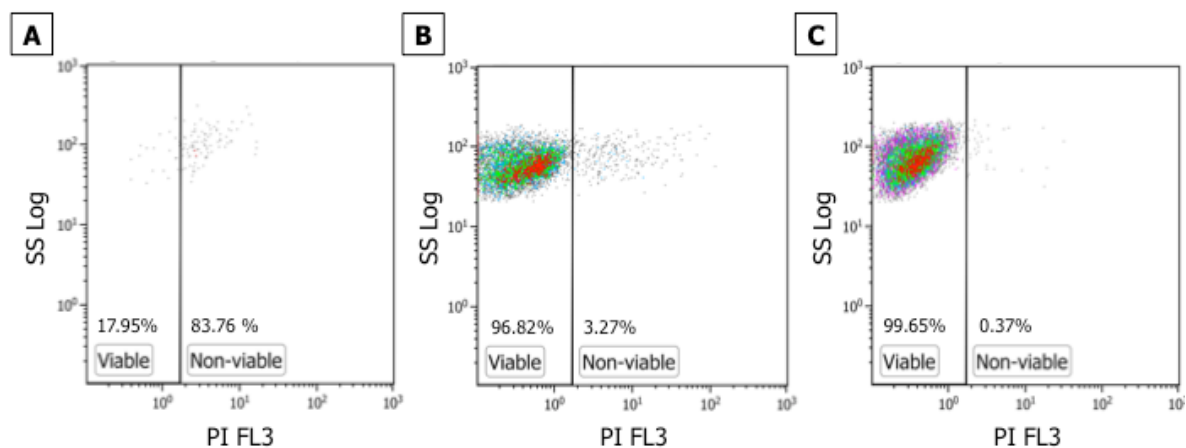 A
B
C
10³
10²
10¹
10⁰
SS Log
17.95%
83.76 %
Viable
Non-viable
10⁰
10¹
10²
10³
PI FL3
10³
10²
10¹
10⁰
SS Log
96.82%
3.27%
Viable
Non-viable
10⁰
10¹
10²
10³
PI FL3
10³
10²
10¹
10⁰
SS Log
99.65%
0.37%
Viable
Non-viable
10⁰
10¹
10²
10³
PI FL3